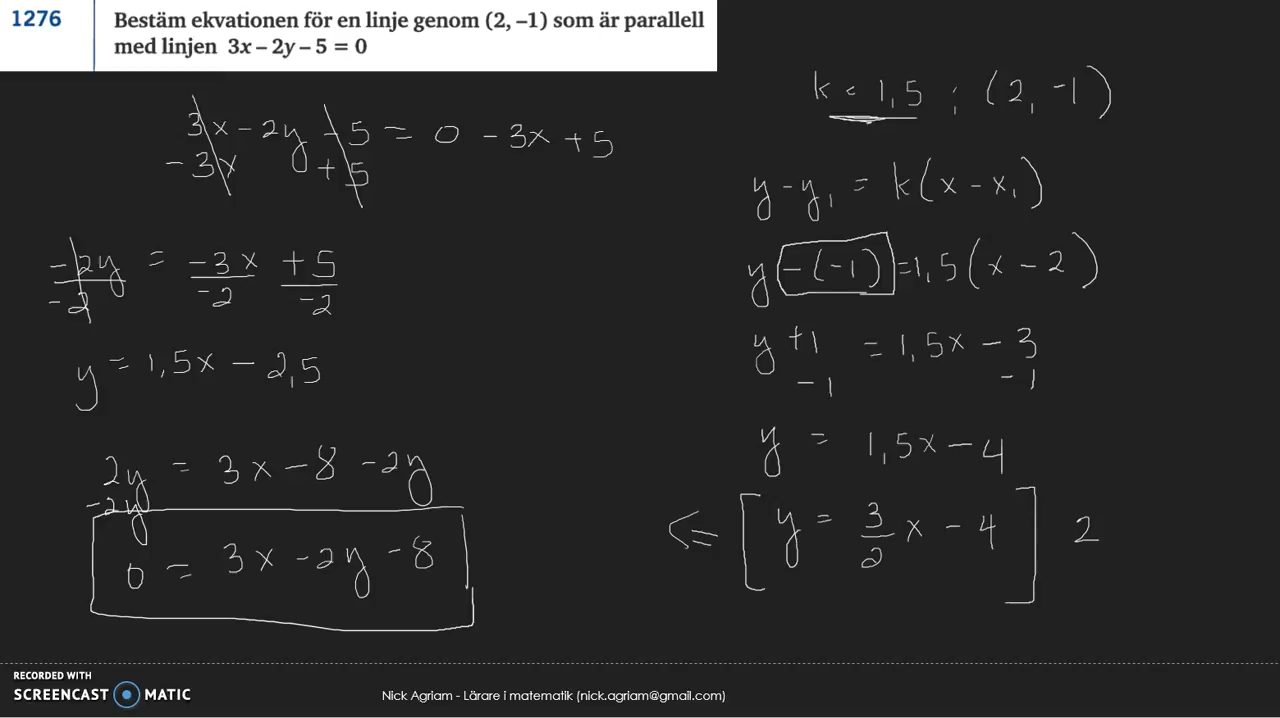 1276
Bestäm ekvationen för en linje genom (2, –1) som är parallell
med linjen 3x – 2y – 5 = 0
3x - 2y - 5 = 0 - 3x + 5
- 3x + 5
-2y = -3x + 5
-2 -2 -2
y = 1,5x - 2,5
2y = 3x - 8 - 2y
-2y
0 = 3x - 2y - 8
k = 1,5 ; (2, -1)
y - y₁ = k(x - x₁)
y -(-1) = 1,5(x - 2)
y + 1 = 1,5x - 3
- 1 - 1
y = 1,5x - 4
<= [y = 3/2 x - 4] 2
RECORDED WITH
SCREENCAST MATIC
Nick Agriam - Lärare i matematik (nick.agriam@gmail.com)